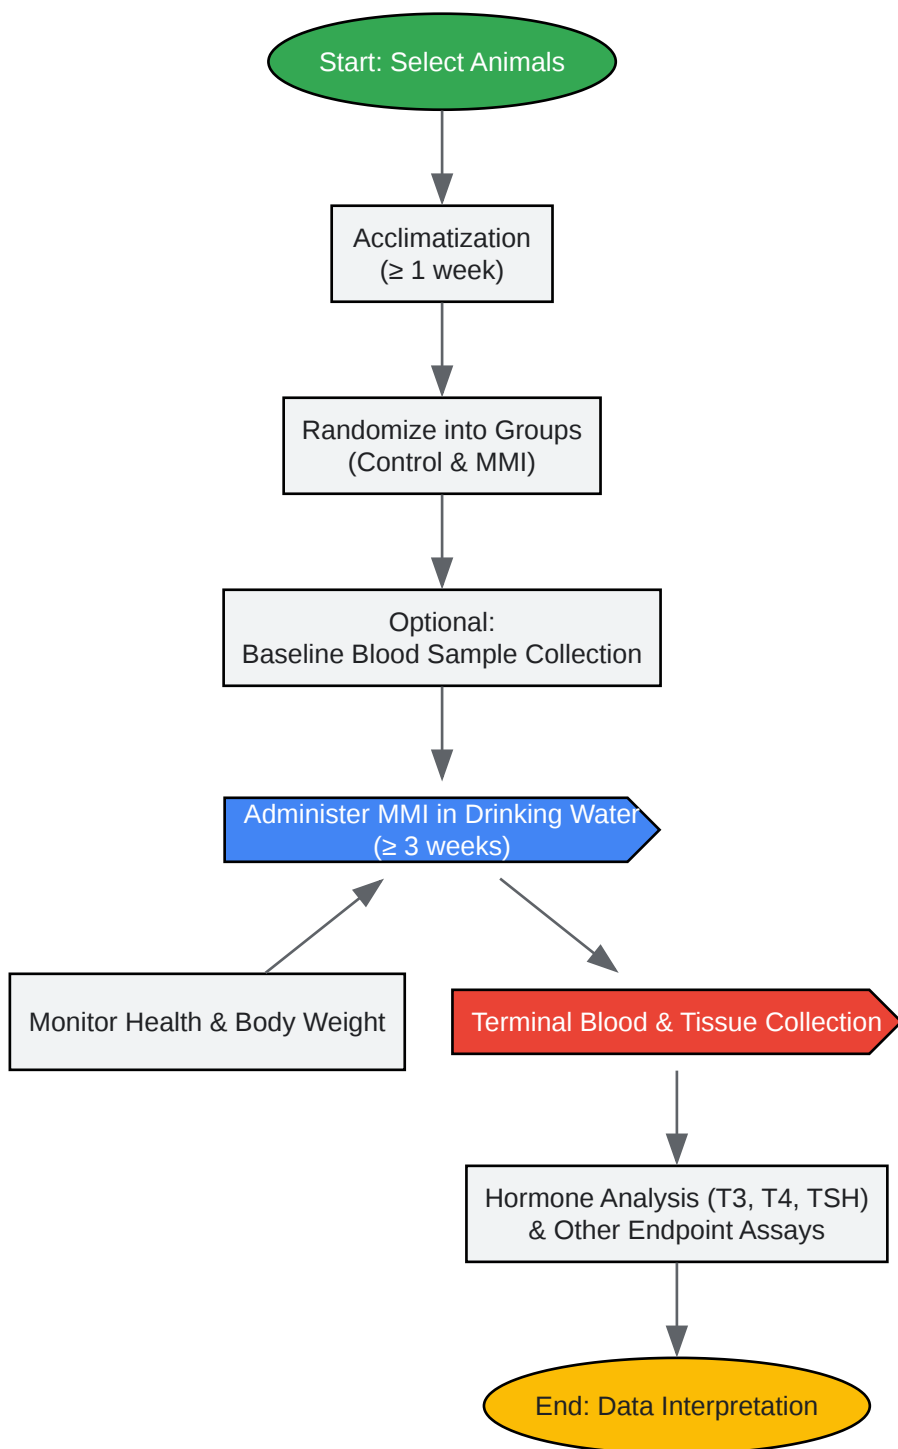 Start: Select Animals
Acclimatization
(≥ 1 week)
Randomize into Groups
(Control & MMI)
Optional:
Baseline Blood Sample Collection
Administer MMI in Drinking Water
(≥ 3 weeks)
Monitor Health & Body Weight
Terminal Blood & Tissue Collection
Hormone Analysis (T3, T4, TSH)
& Other Endpoint Assays
End: Data Interpretation